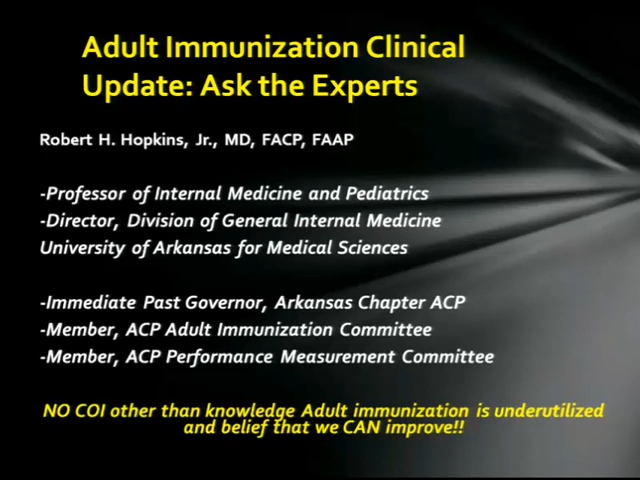 Adult Immunization Clinical
Update: Ask the Experts
Robert H. Hopkins, Jr., MD, FACP, FAAP
-Professor of Internal Medicine and Pediatrics
-Director, Division of General Internal Medicine
University of Arkansas for Medical Sciences
-Immediate Past Governor, Arkansas Chapter ACP
-Member, ACP Adult Immunization Committee
-Member, ACP Performance Measurement Committee
NO COI other than knowledge Adult immunization is underutilized
and belief that we CAN improve!!